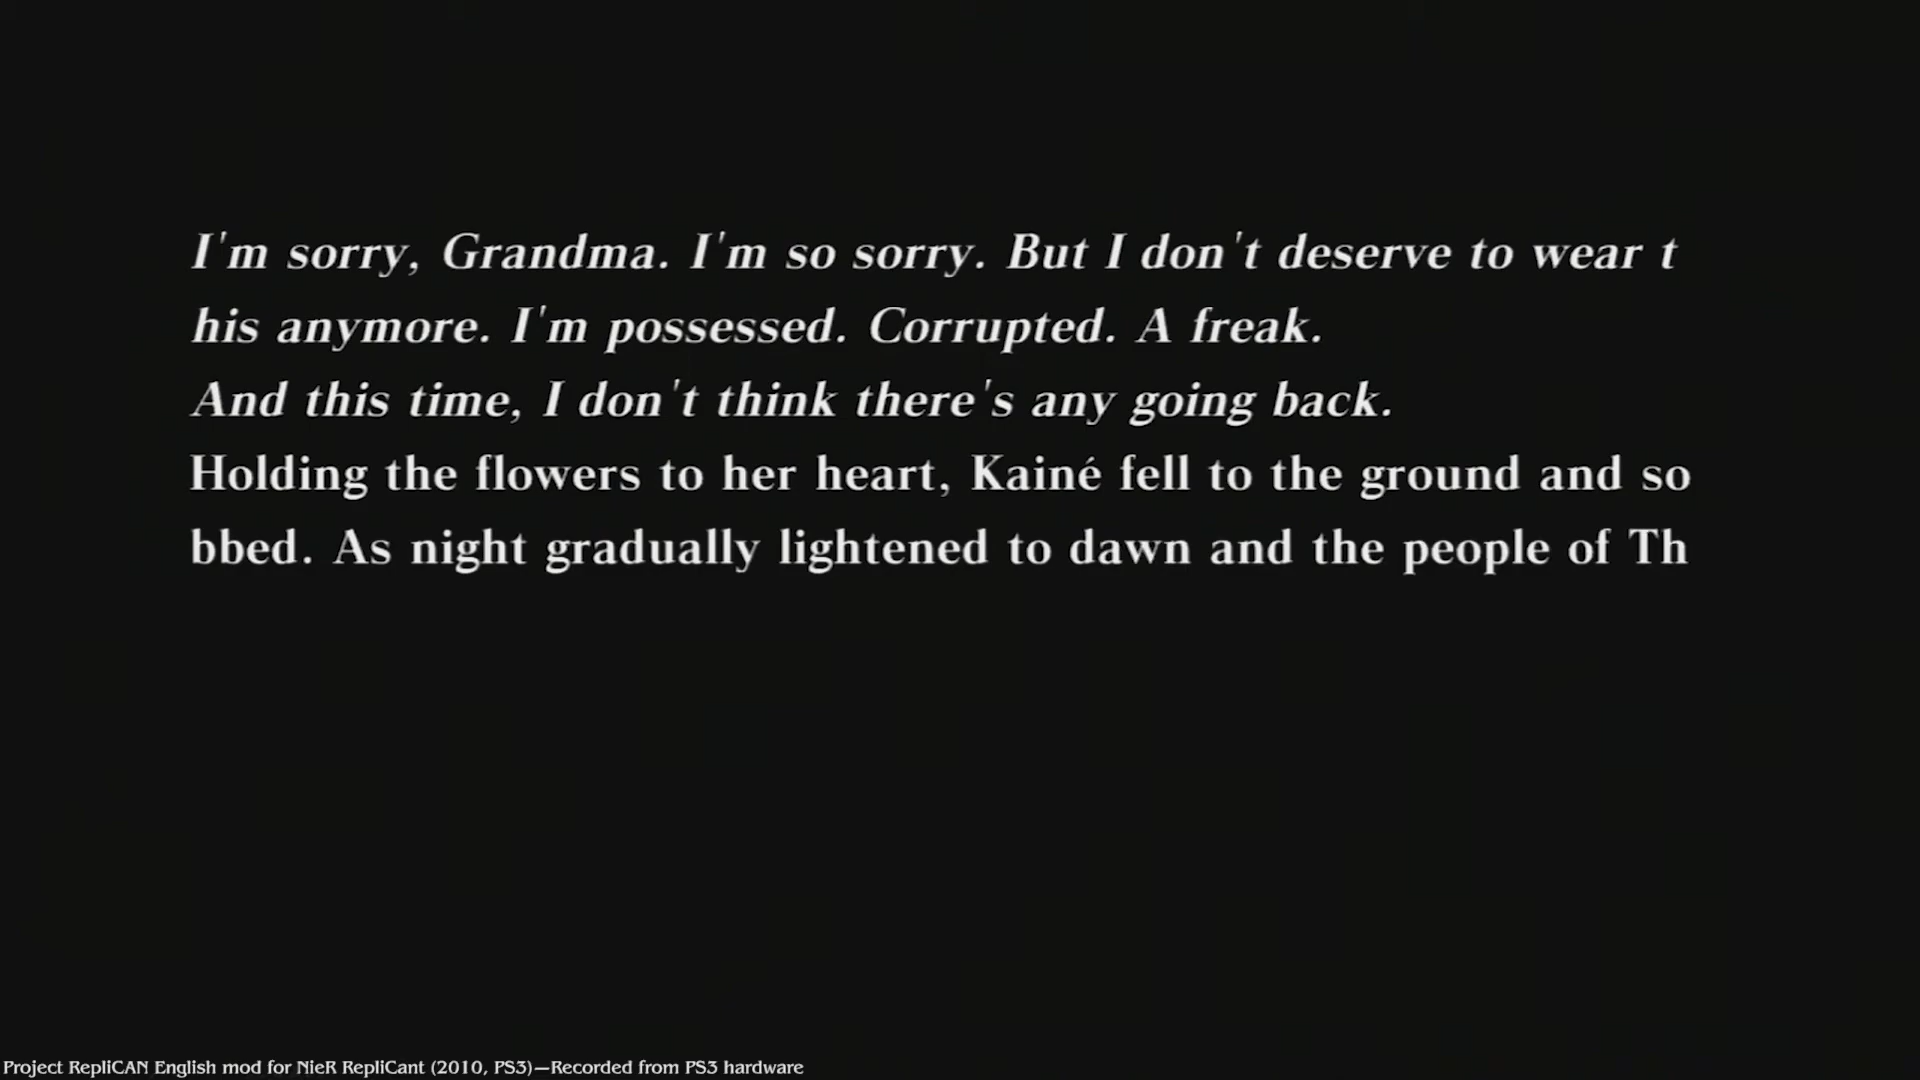 I'm sorry, Grandma. I'm so sorry. But I don't deserve to wear t
his anymore. I'm possessed. Corrupted. A freak.
And this time, I don't think there's any going back.
Holding the flowers to her heart, Kainé fell to the ground and so
bbed. As night gradually lightened to dawn and the people of Th
Project RepliCAN English mod for NieR RepliCant (2010, PS3)—Recorded from PS3 hardware